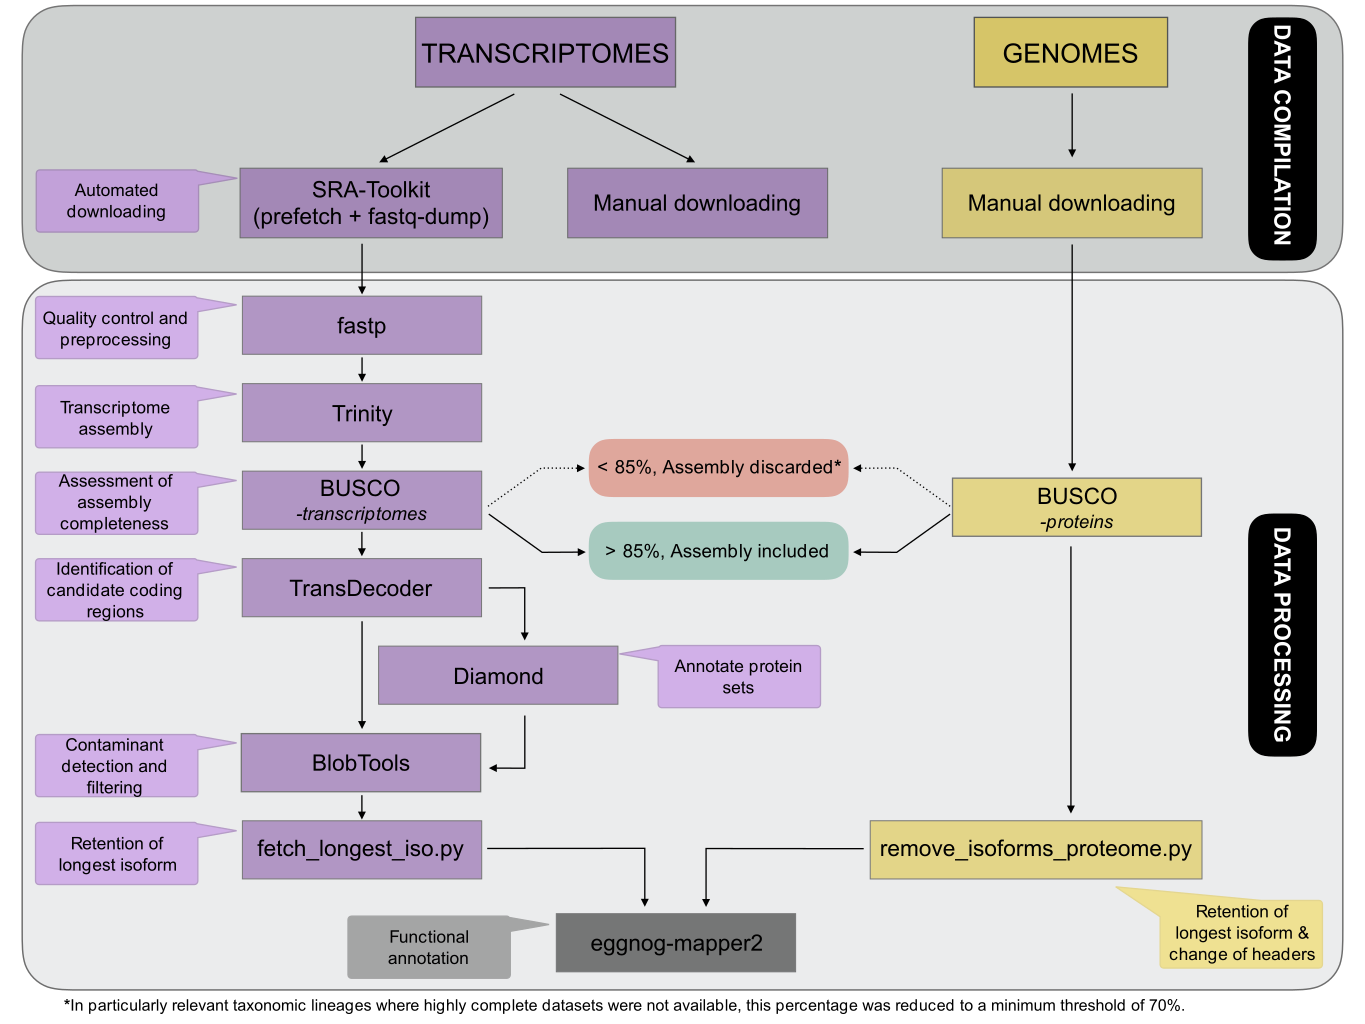 TRANSCRIPTOMES
GENOMES
DATA COMPILATION
Automated
downloading
SRA-Toolkit
(prefetch + fastq-dump)
Manual downloading
Manual downloading
Quality control and
preprocessing
fastp
Transcriptome
assembly
Trinity
Assessment of
assembly
completeness
BUSCO
-transcriptomes
< 85%, Assembly discarded*
> 85%, Assembly included
BUSCO
-proteins
DATA PROCESSING
Identification of
candidate coding
regions
TransDecoder
Diamond
Annotate protein
sets
Contaminant
detection and
filtering
BlobTools
Retention of
longest isoform
fetch_longest_iso.py
remove_isoforms_proteome.py
Retention of
longest isoform &
change of headers
Functional
annotation
eggnog-mapper2
*In particularly relevant taxonomic lineages where highly complete datasets were not available, this percentage was reduced to a minimum threshold of 70%.